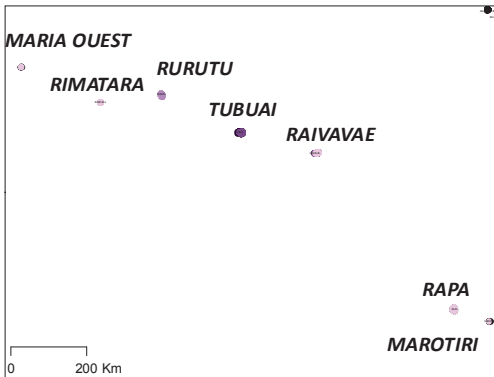 MARIA OUEST
RIMATARA
RURUTU
TUBUAI
RAIVAVAE
RAPA
MAROTIRI
0 200 Km